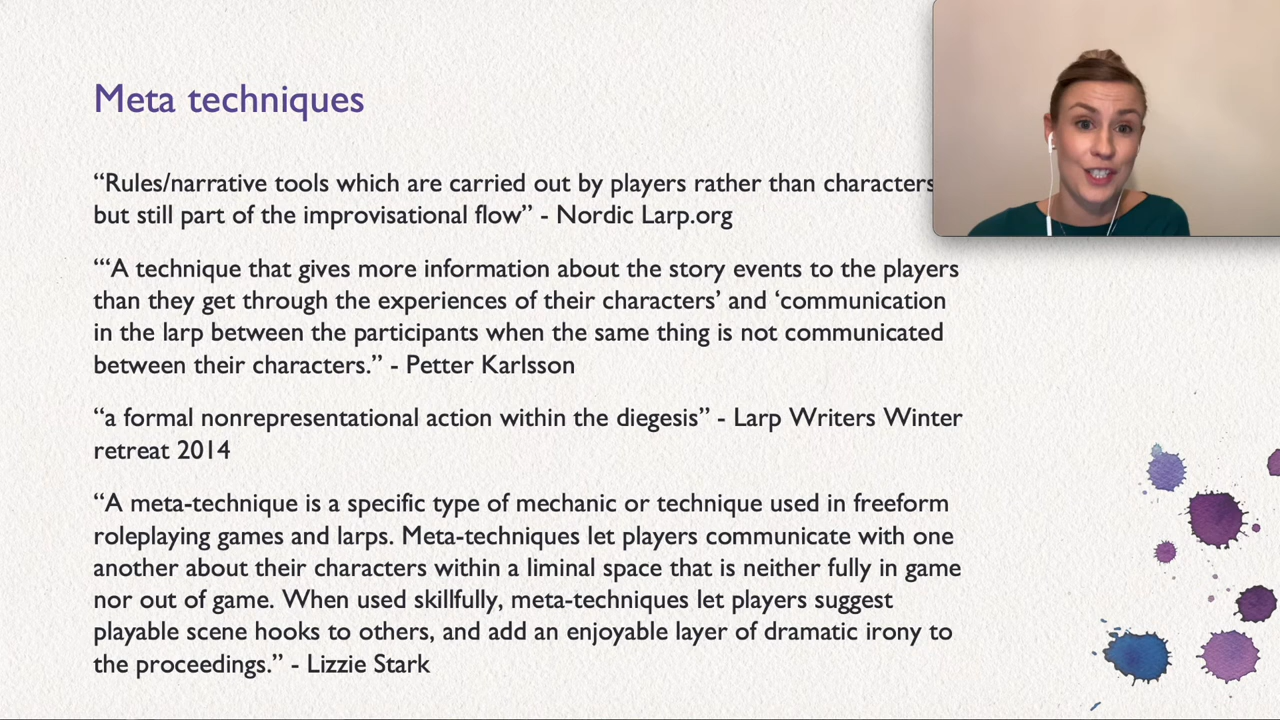 Meta techniques
“Rules/narrative tools which are carried out by players rather than characters
but still part of the improvisational flow” - Nordic Larp.org
“‘A technique that gives more information about the story events to the players
than they get through the experiences of their characters’ and ‘communication
in the larp between the participants when the same thing is not communicated
between their characters.” - Petter Karlsson
“a formal nonrepresentational action within the diegesis” - Larp Writers Winter
retreat 2014
“A meta-technique is a specific type of mechanic or technique used in freeform
roleplaying games and larps. Meta-techniques let players communicate with one
another about their characters within a liminal space that is neither fully in game
nor out of game. When used skillfully, meta-techniques let players suggest
playable scene hooks to others, and add an enjoyable layer of dramatic irony to
the proceedings.” - Lizzie Stark